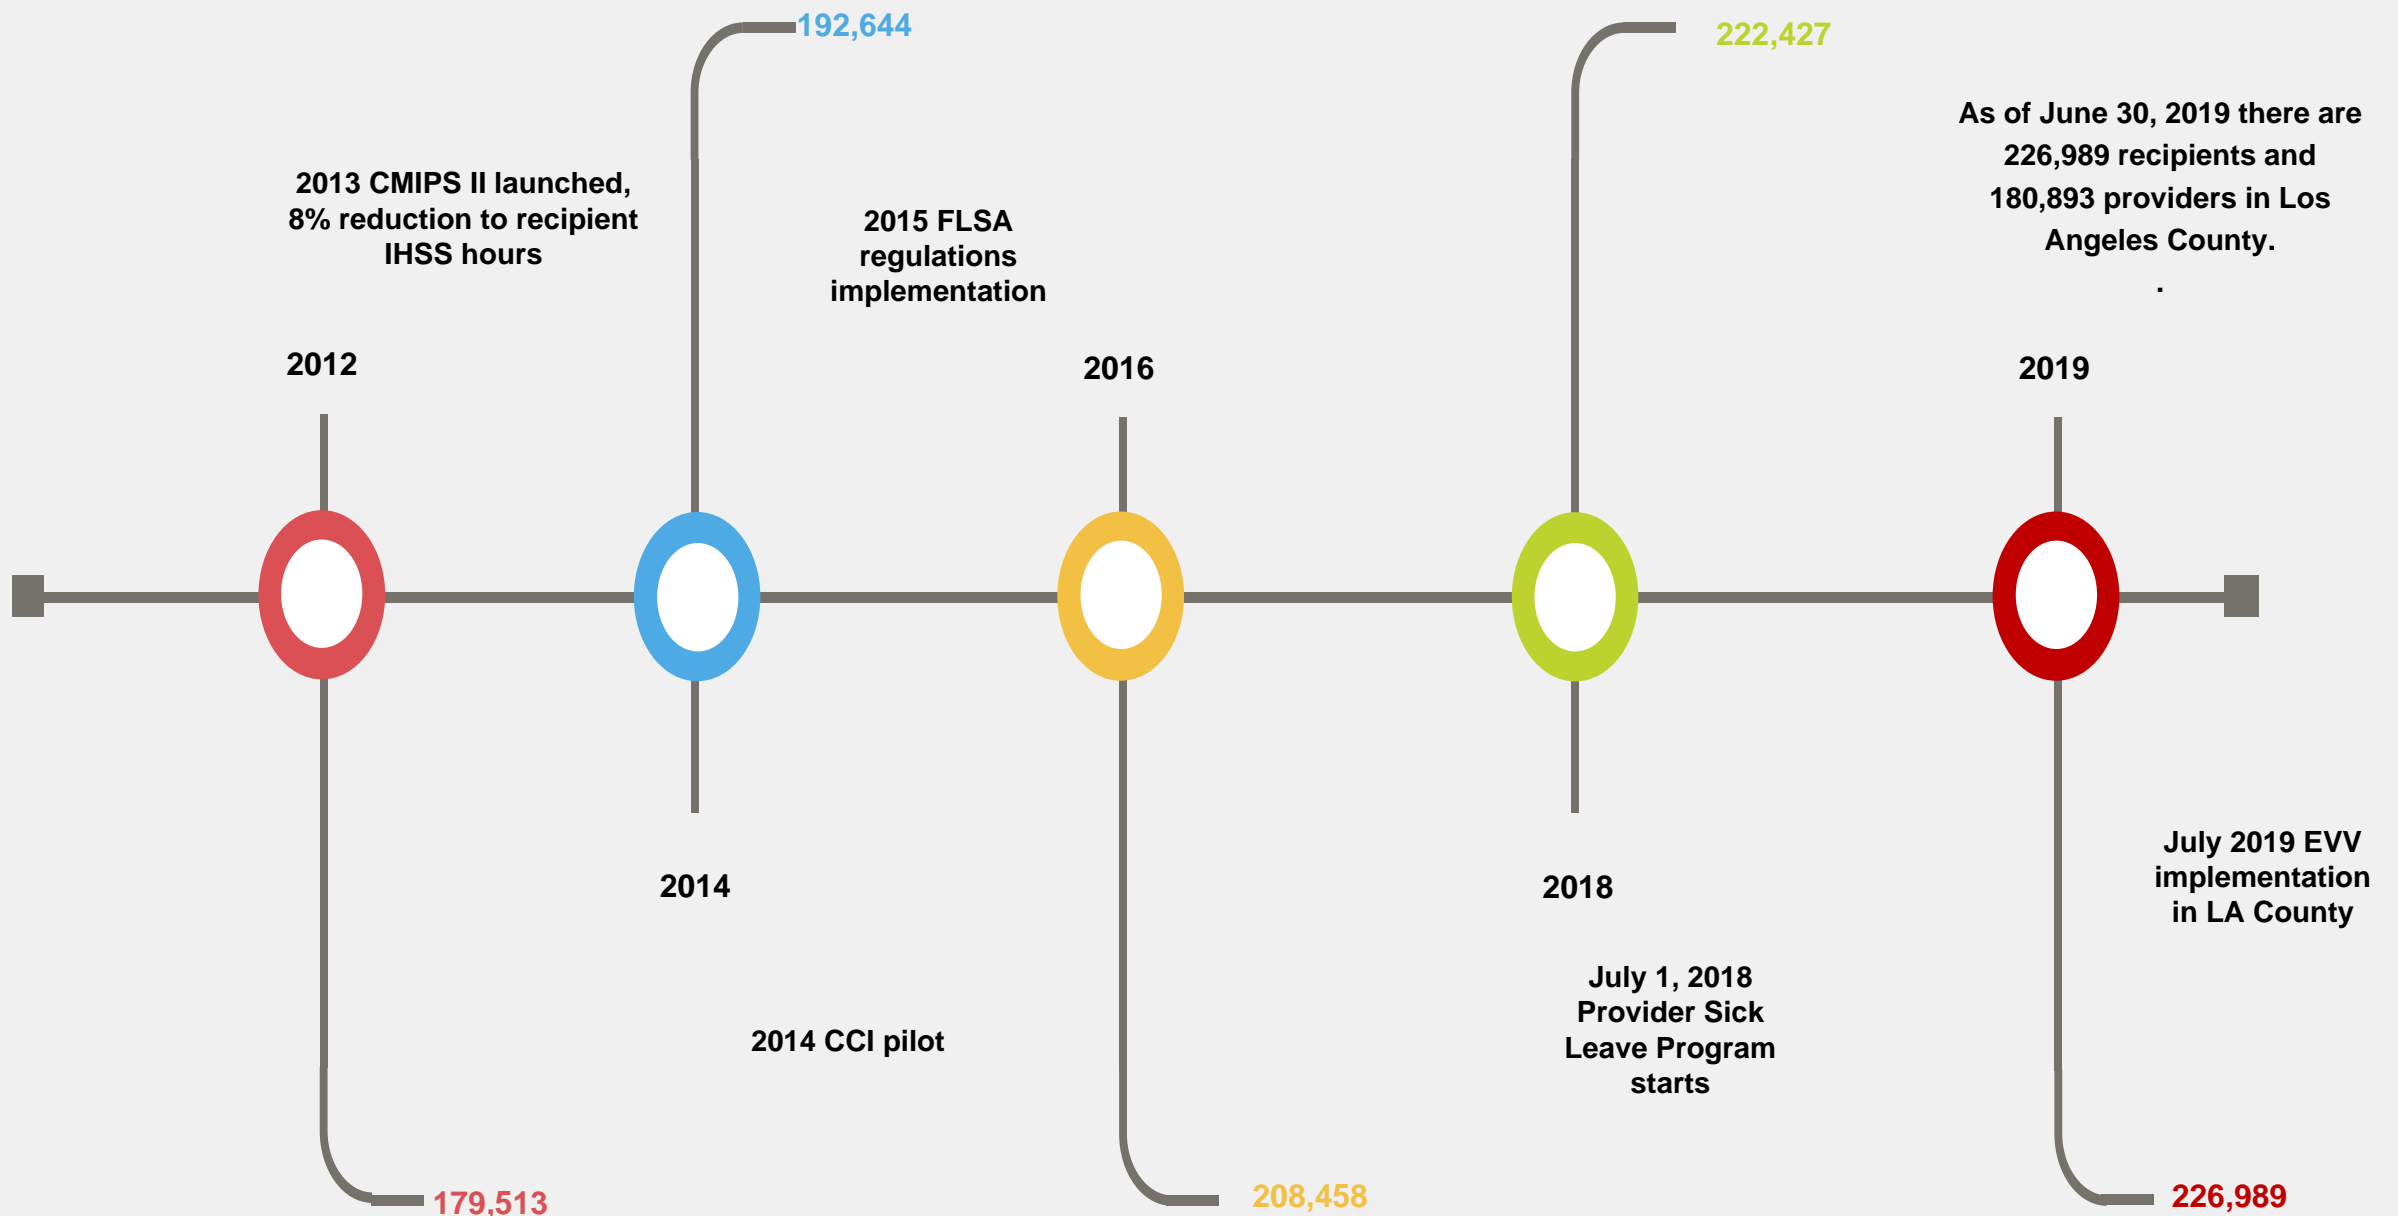 192,644
222,427
2013 CMIPS II launched,
8% reduction to recipient
IHSS hours
2015 FLSA
regulations
implementation
As of June 30, 2019 there are
226,989 recipients and
180,893 providers in Los
Angeles County.
.
2012
2016
2019
2014
2018
July 2019 EVV
implementation
in LA County
2014 CCI pilot
July 1, 2018
Provider Sick
Leave Program
starts
179,513
208,458
226,989